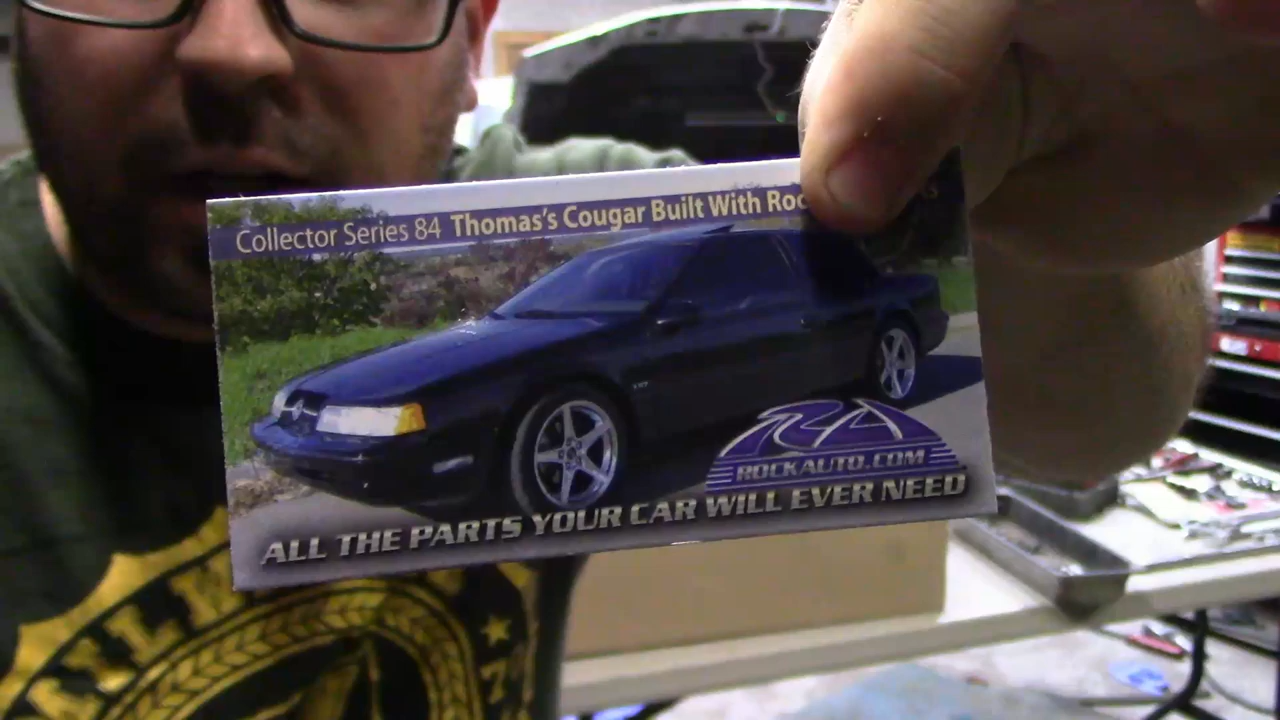 Collector Series 84 Thomas's Cougar Built With
ROCKAUTO.COM
ALL THE PARTS YOUR CAR WILL EVER NEED